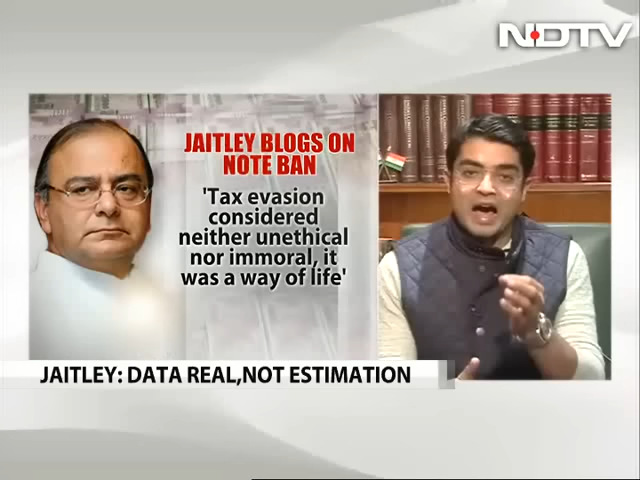 NDTV
JAITLEY BLOGS ON
NOTE BAN
'Tax evasion
considered
neither unethical
nor immoral, it
was a way of life'
JAITLEY: DATA REAL,NOT ESTIMATION